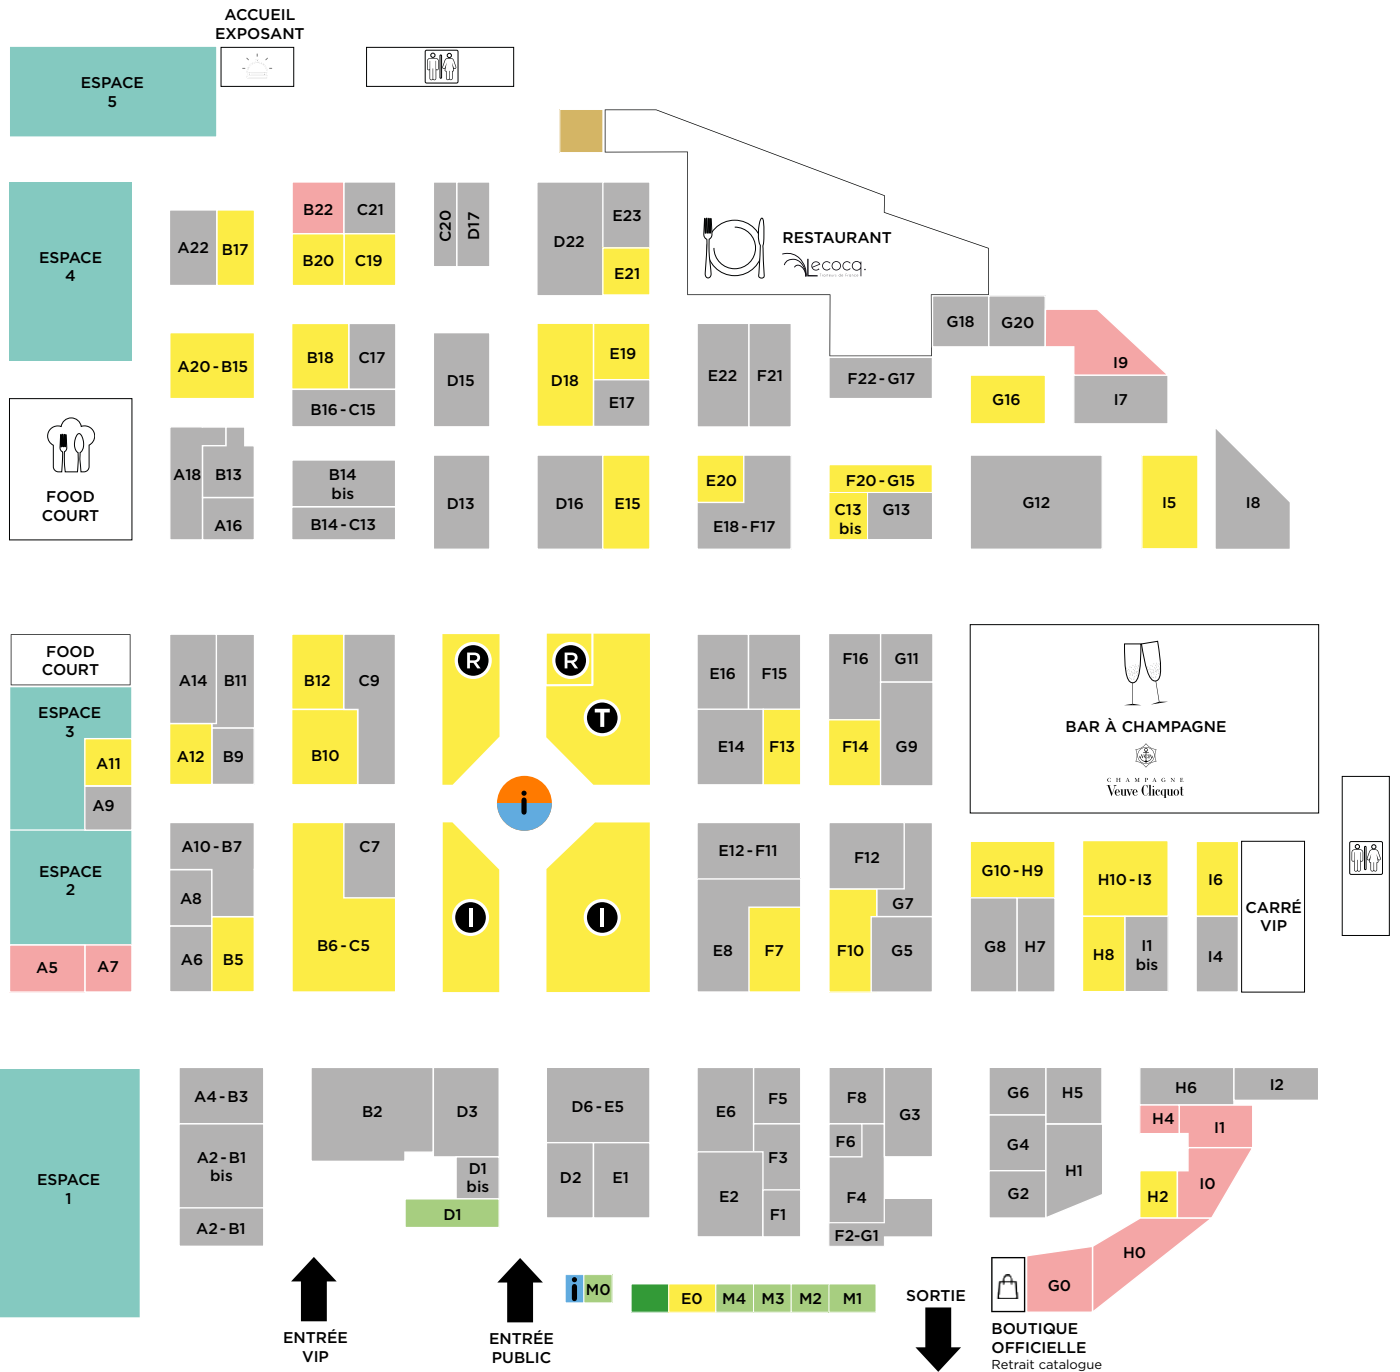 ACCUEIL
EXPOSANT
ESPACE
5
ESPACE
4
A22
B17
B22
C21
B20
C19
C20
D17
D22
E23
E21
RESTAURANT
Lecocq.
A20-B15
B18
C17
B16-C15
D15
D18
E19
E17
E22
F21
F22-G17
G18
G20
I9
I7
G16
FOOD
COURT
A18
B13
A16
B14
bis
B14-C13
D13
D16
E15
E20
E18-F17
F20-G15
C13
bis
G13
G12
I5
I8
FOOD
COURT
ESPACE
3
A11
A9
A14
B11
A12
B9
B12
C9
B10
R
R
T
i
E16
F15
E14
F13
F16
G11
F14
G9
BAR À CHAMPAGNE
CHAMPAGNE
Veuve Clicquot
ESPACE
2
A5
A7
A10-B7
A8
A6
B5
C7
B6-C5
I
I
E12-F11
E8
F7
F12
G7
F10
G5
G10-H9
G8
H7
H10-I3
H8
I1
bis
I6
I4
CARRÉ
VIP
ESPACE
1
A4-B3
A2-B1
bis
A2-B1
B2
D3
D1
bis
D1
D6-E5
D2
E1
E6
F5
F3
E2
F1
F8
G3
F6
F4
F2-G1
G6
H5
G4
H1
G2
H6
I2
H4
I1
H2
I0
H0
G0
ENTRÉE
VIP
ENTRÉE
PUBLIC
i
M0
E0
M4
M3
M2
M1
SORTIE
BOUTIQUE
OFFICIELLE
Retrait catalogue